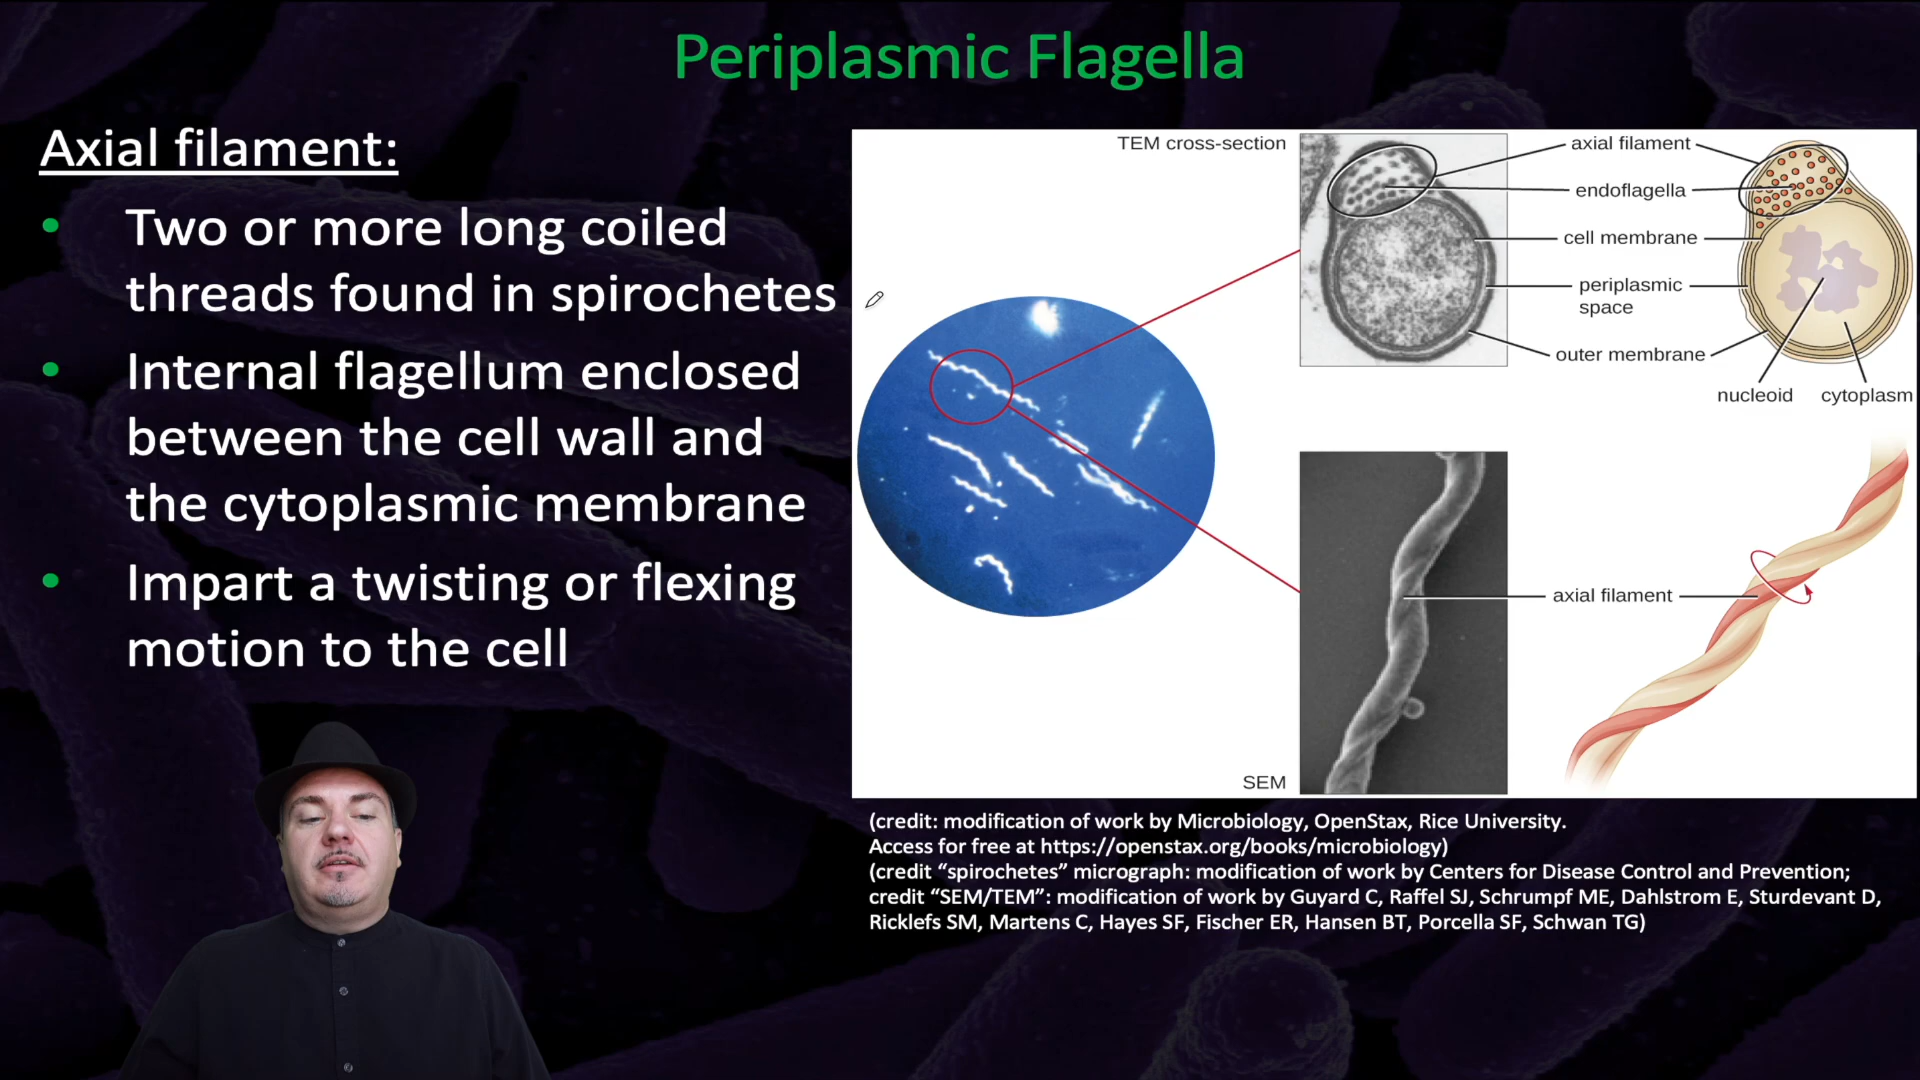 Periplasmic Flagella
Axial filament:
• Two or more long coiled
threads found in spirochetes
• Internal flagellum enclosed
between the cell wall and
the cytoplasmic membrane
• Impart a twisting or flexing
motion to the cell
TEM cross-section
axial filament
endoflagella
cell membrane
periplasmic
space
outer membrane
nucleoid
cytoplasm
axial filament
SEM
(credit: modification of work by Microbiology, OpenStax, Rice University.
Access for free at https://openstax.org/books/microbiology)
(credit “spirochetes” micrograph: modification of work by Centers for Disease Control and Prevention;
credit “SEM/TEM”: modification of work by Guyard C, Raffel SJ, Schrumpf ME, Dahlstrom E, Sturdevant D,
Ricklefs SM, Martens C, Hayes SF, Fischer ER, Hansen BT, Porcella SF, Schwan TG)